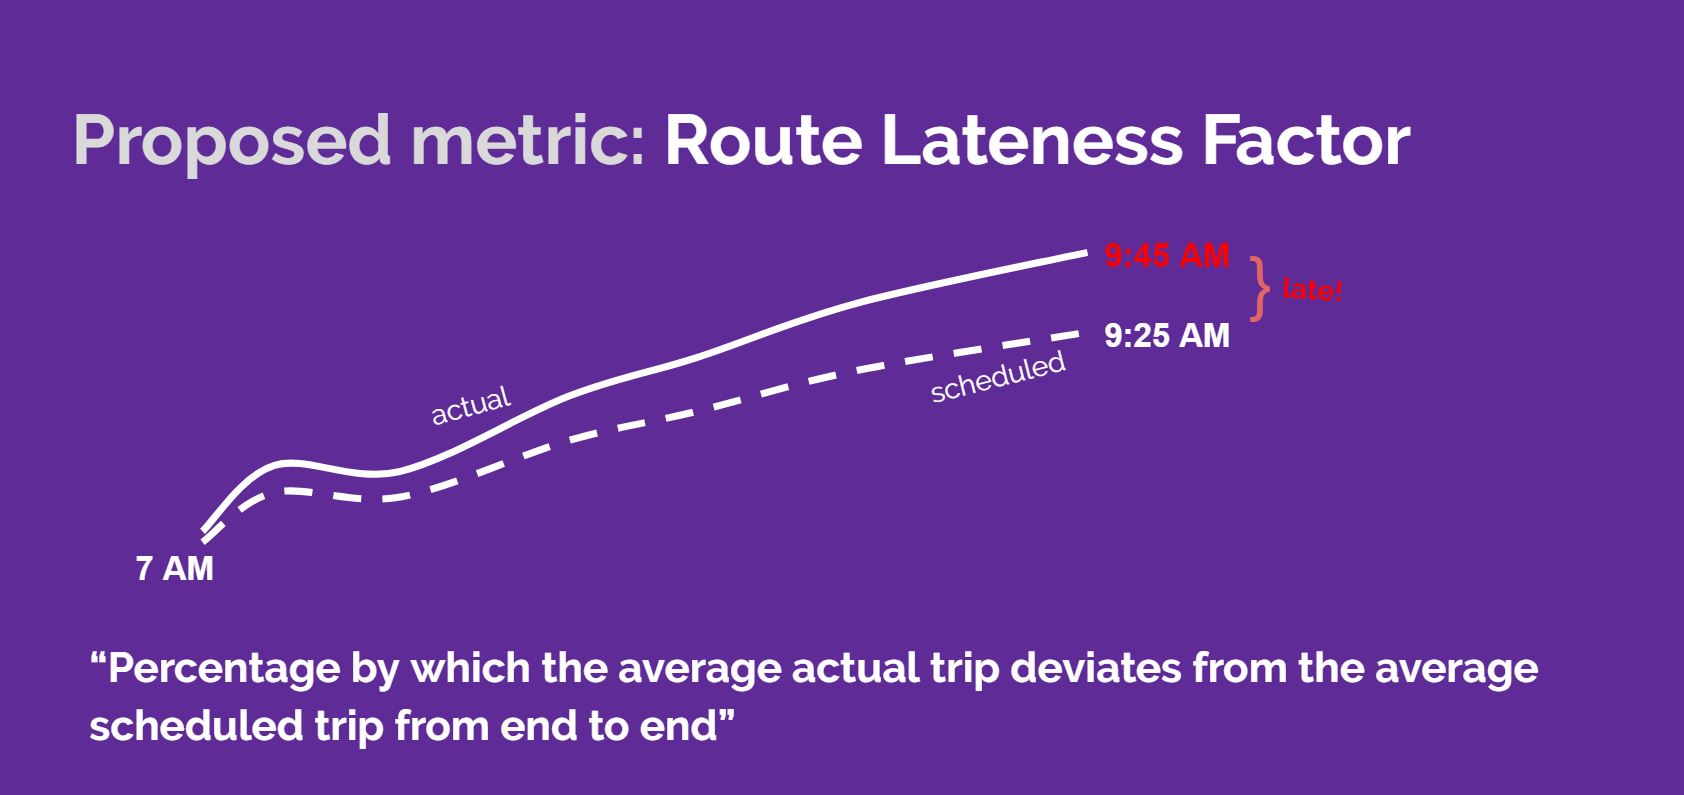 Proposed metric: Route Lateness Factor
9:45 AM
late!
9:25 AM
scheduled
actual
7 AM
“Percentage by which the average actual trip deviates from the average
scheduled trip from end to end”